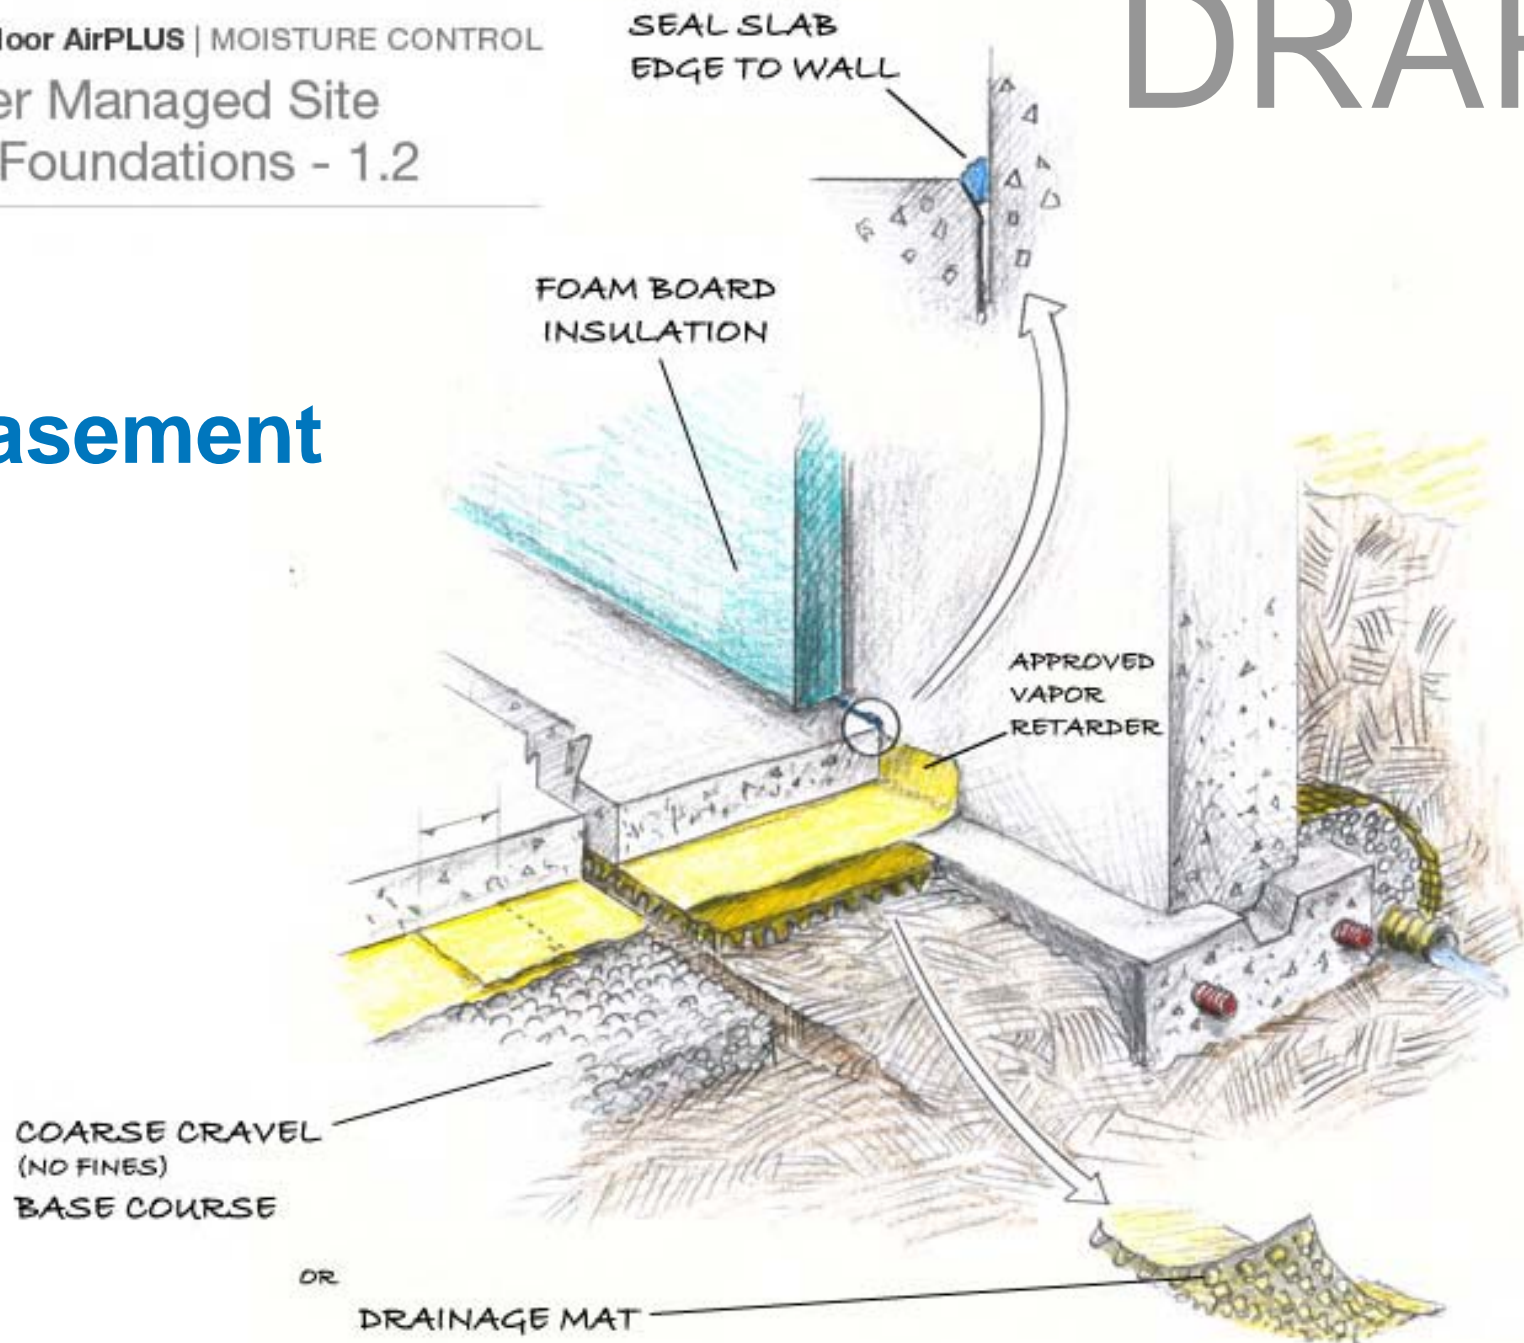 loor AirPLUS | MOISTURE CONTROL
er Managed Site
Foundations - 1.2
DRAF
SEAL SLAB
EDGE TO WALL
FOAM BOARD
INSULATION
asement
APPROVED
VAPOR
RETARDER
COARSE CRAVEL
(NO FINES)
BASE COURSE
OR
DRAINAGE MAT